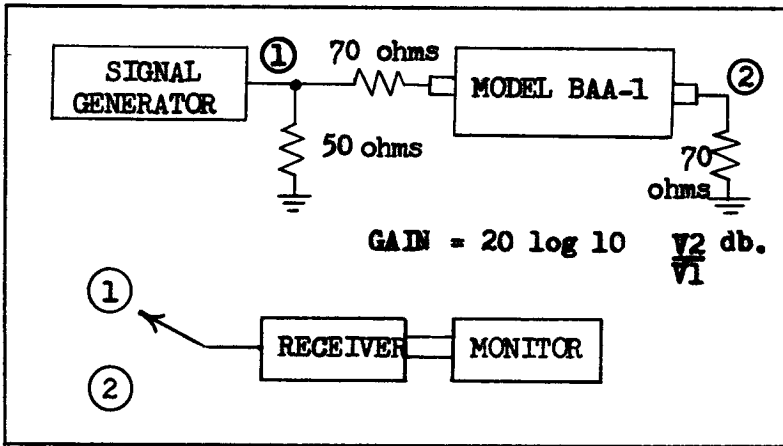 ① 70 ohms
SIGNAL
GENERATOR
MODEL BAA-1
②
50 ohms
70
ohms
GAIN = 20 log 10 V2 db.
V1
①
RECEIVER
MONITOR
②